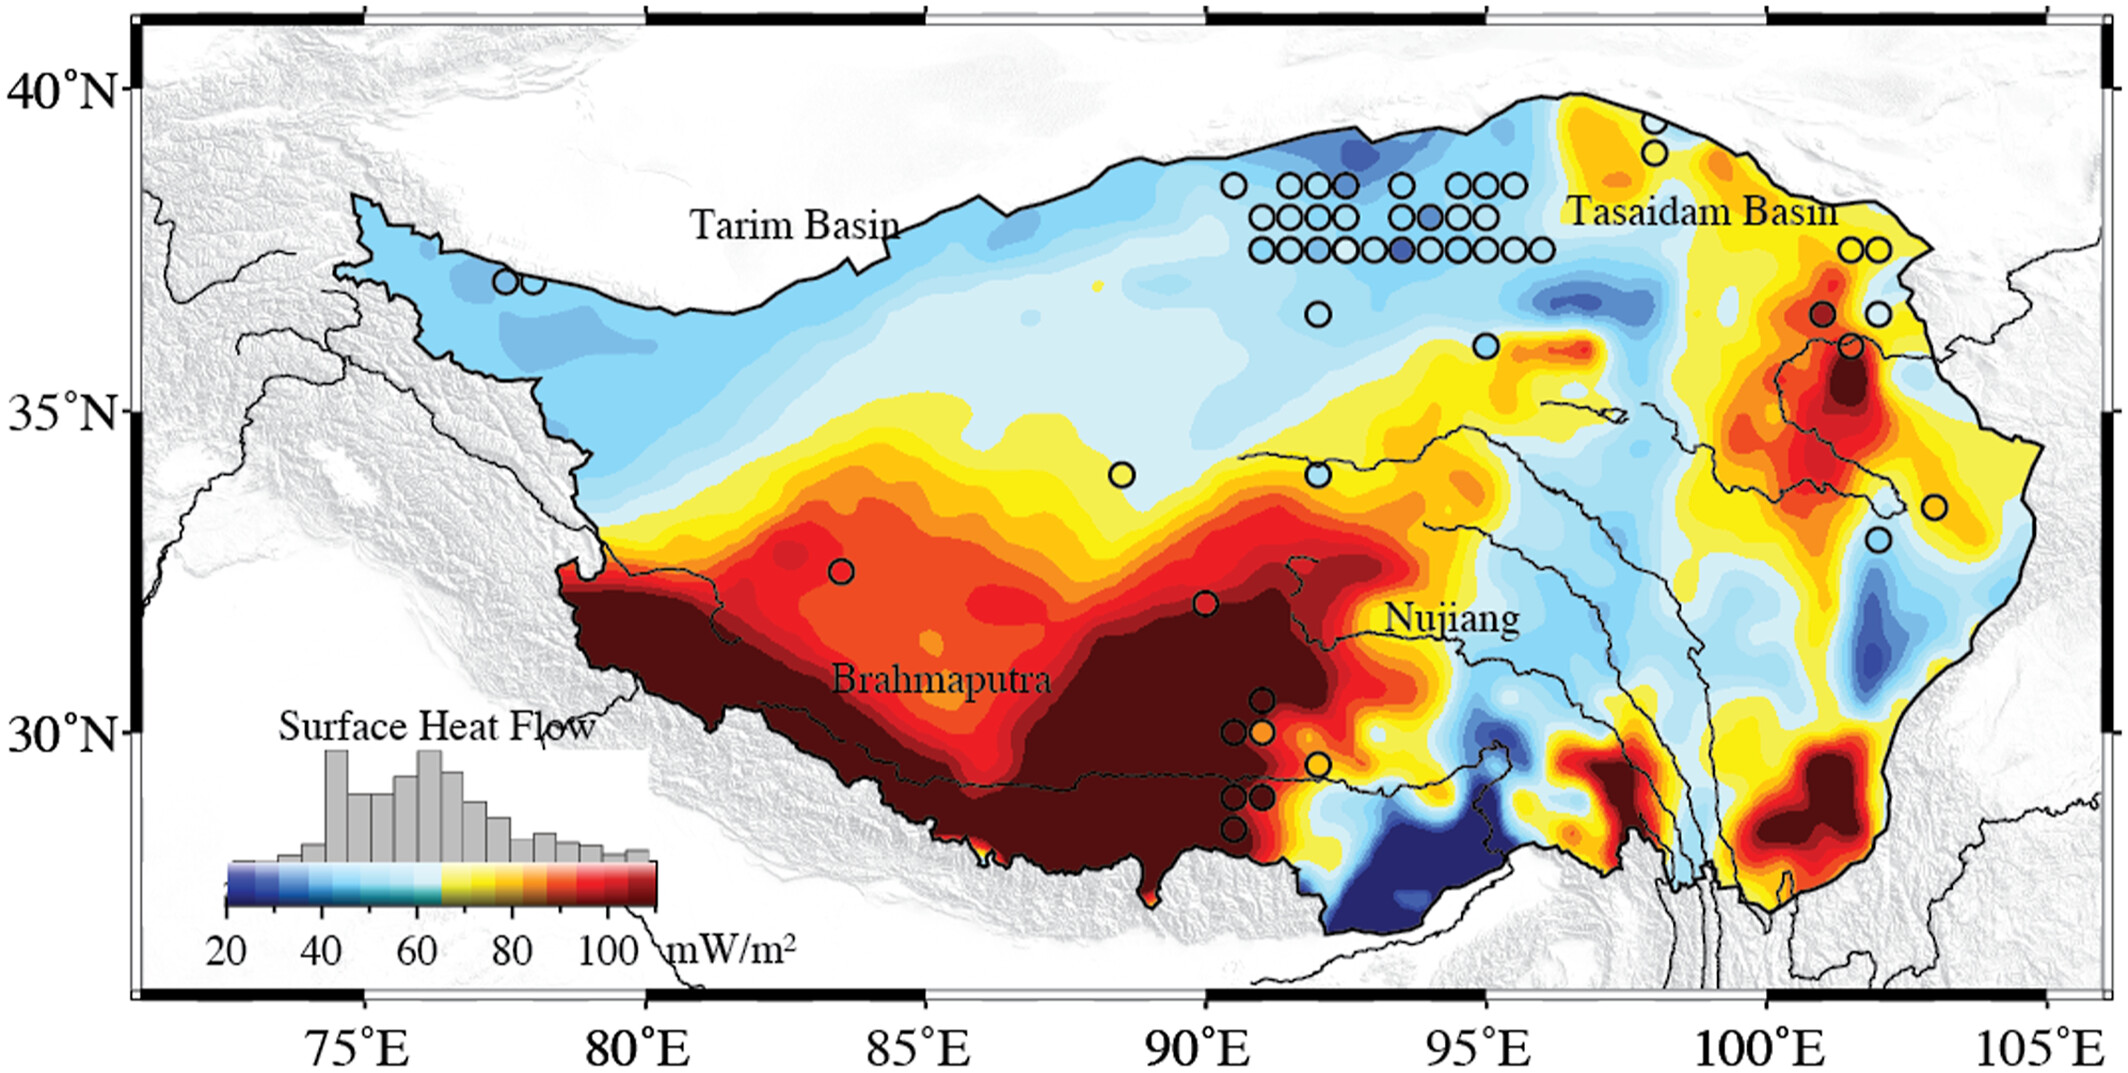 40°N
Tarim Basin
Tasaidam Basin
35°N
Nujiang
Brahmaputra
30°N
Surface Heat Flow
20 40 60 80 100 mW/m²
75°E 80°E 85°E 90°E 95°E 100°E 105°E